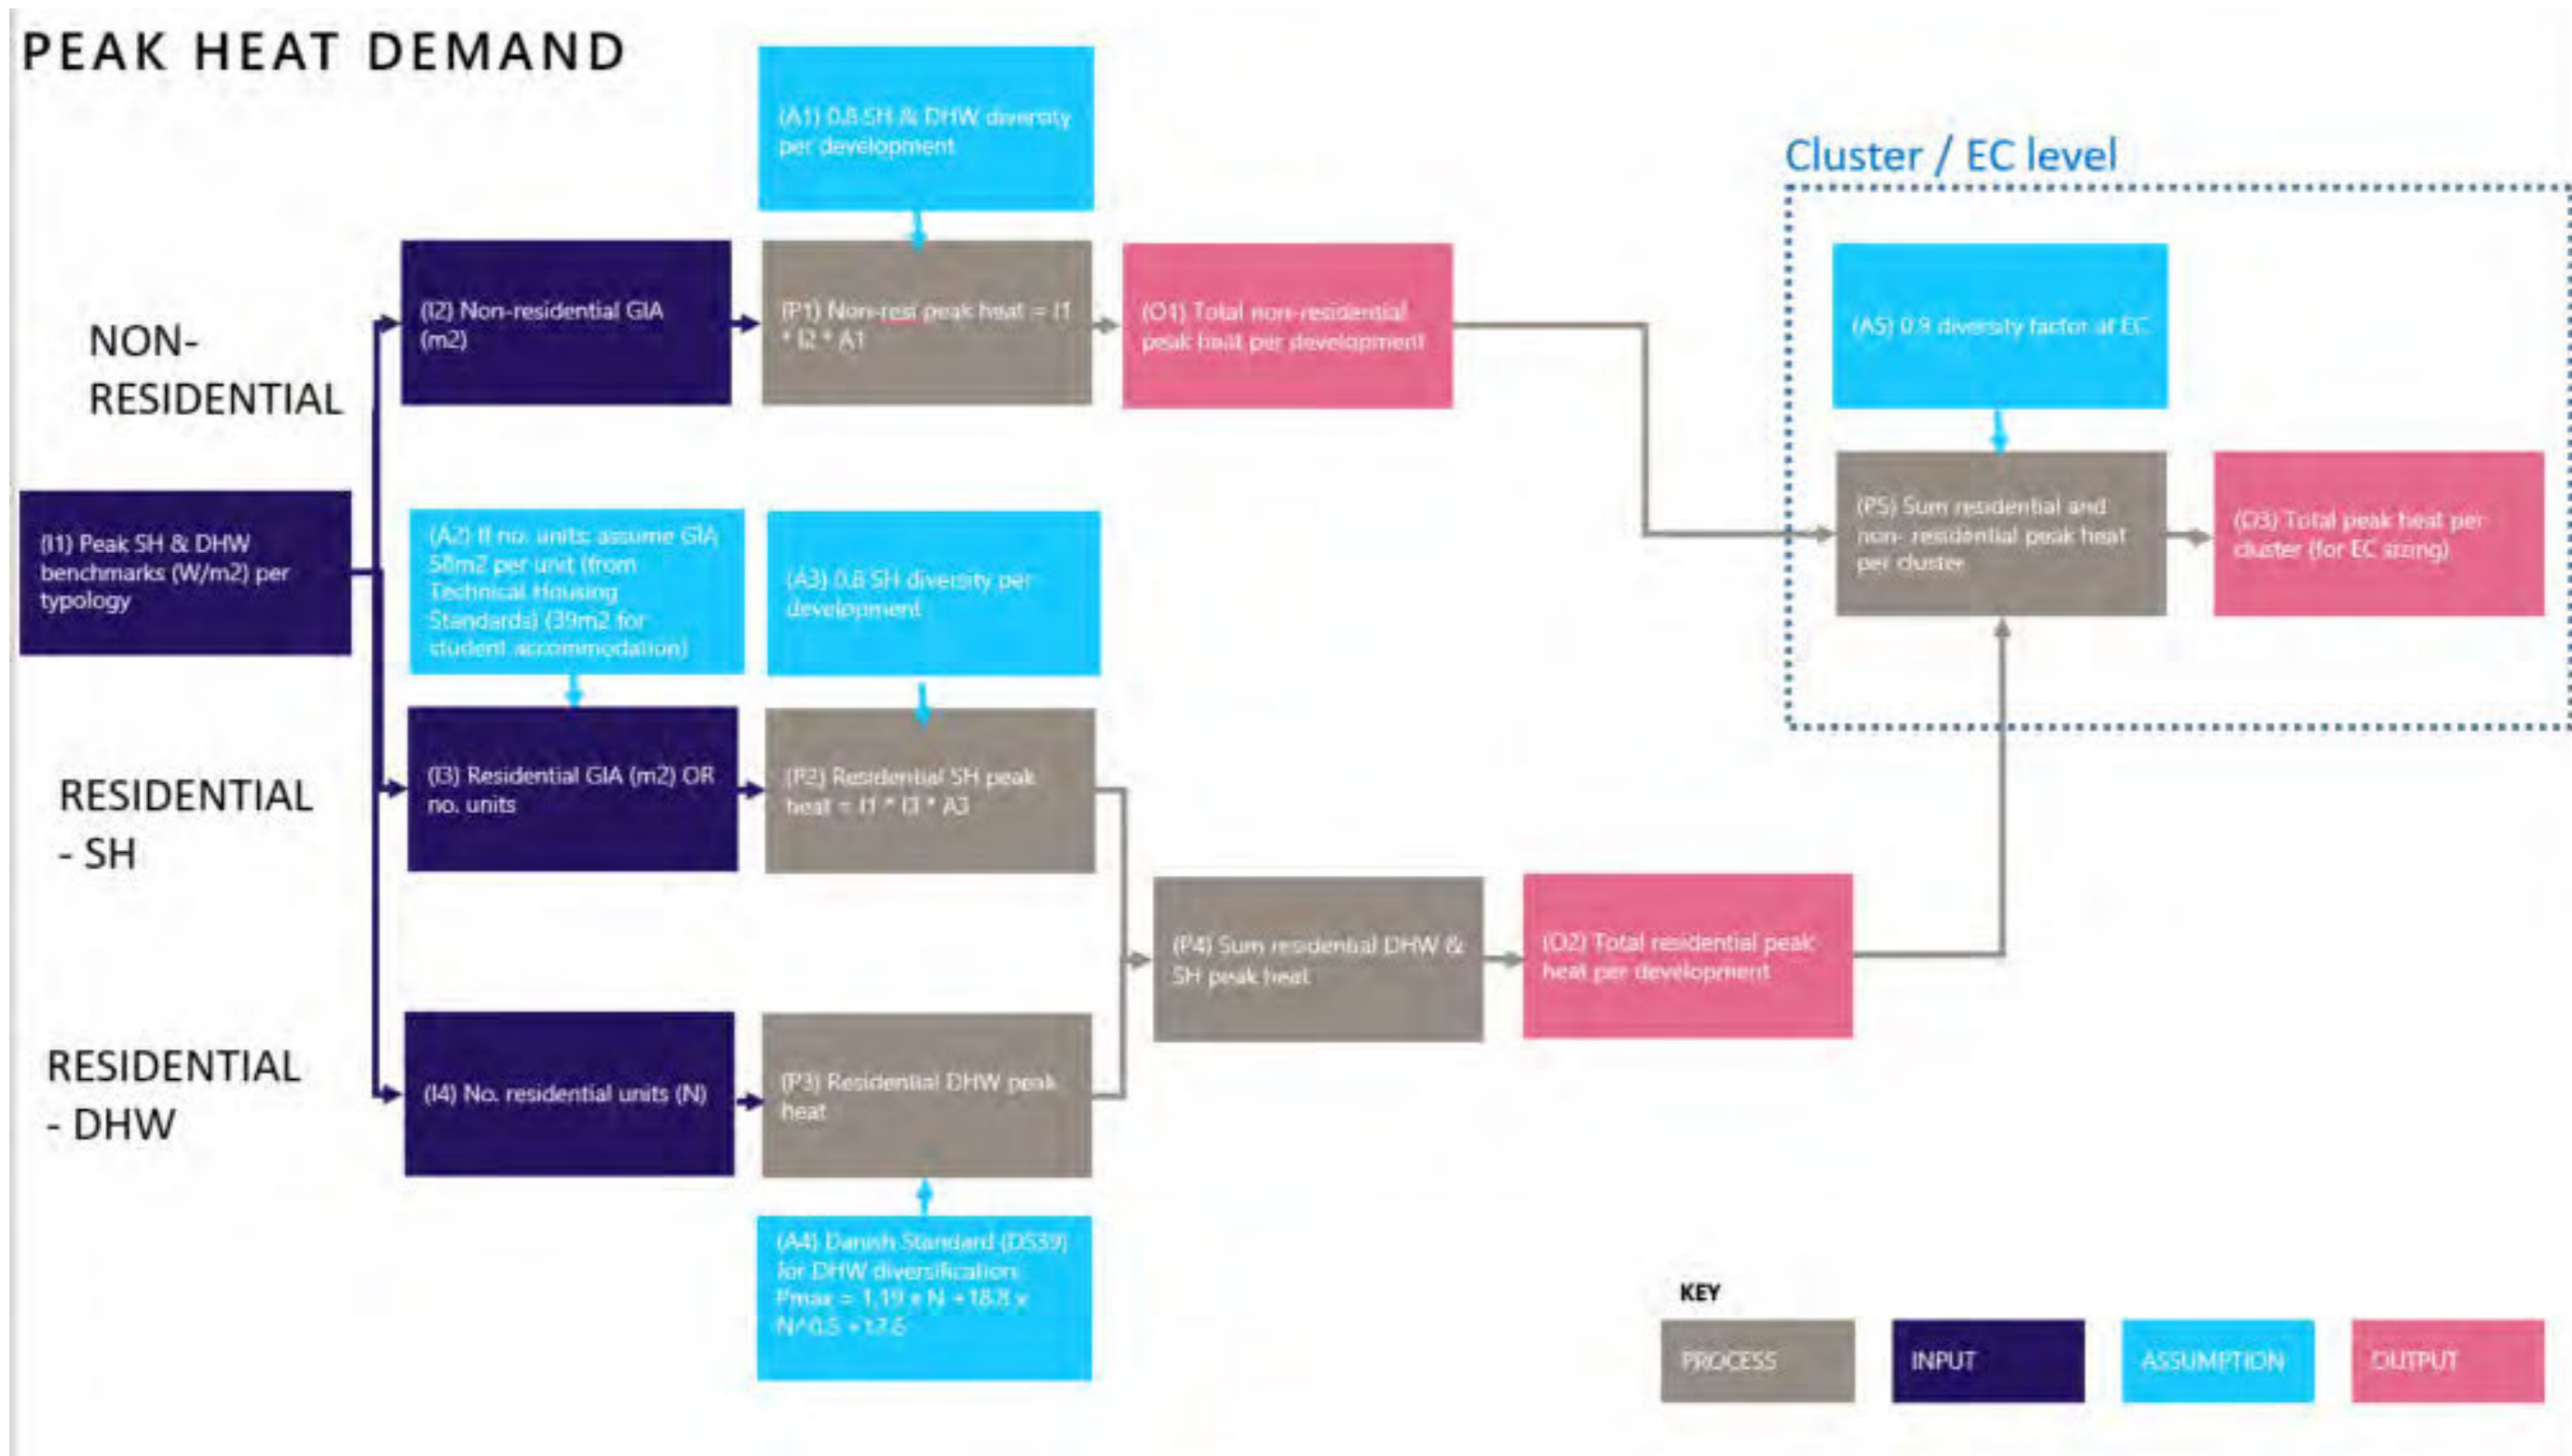 PEAK HEAT DEMAND
(A1) 0.8 SH & DHW diversity
per development
Cluster / EC level
NON-
RESIDENTIAL
(I2) Non-residential GIA
(m2)
(P1) Non-resi peak heat = I1
* I2 * A1
(O1) Total non-residential
peak heat per development
(A5) 0.9 diversity factor at EC
(I1) Peak SH & DHW
benchmarks (W/m2) per
typology
(A2) If no. units: assume GIA
58m2 per unit (from
Technical Housing
Standards) (39m2 for
student accommodation)
(A3) 0.8 SH diversity per
development
(P5) Sum residential and
non- residential peak heat
per cluster
(O3) Total peak heat per
cluster (for EC sizing)
RESIDENTIAL
- SH
(I3) Residential GIA (m2) OR
no. units
(P2) Residential SH peak
heat = I1 * I3 * A3
(P4) Sum residential DHW &
SH peak heat
(O2) Total residential peak
heat per development
RESIDENTIAL
- DHW
(I4) No. residential units (N)
(P3) Residential DHW peak
heat
(A4) Danish Standard (DS39)
for DHW diversification:
Pmax = 1.19 x N +18.8 x
N^0.5 +17.6
KEY
PROCESS
INPUT
ASSUMPTION
OUTPUT